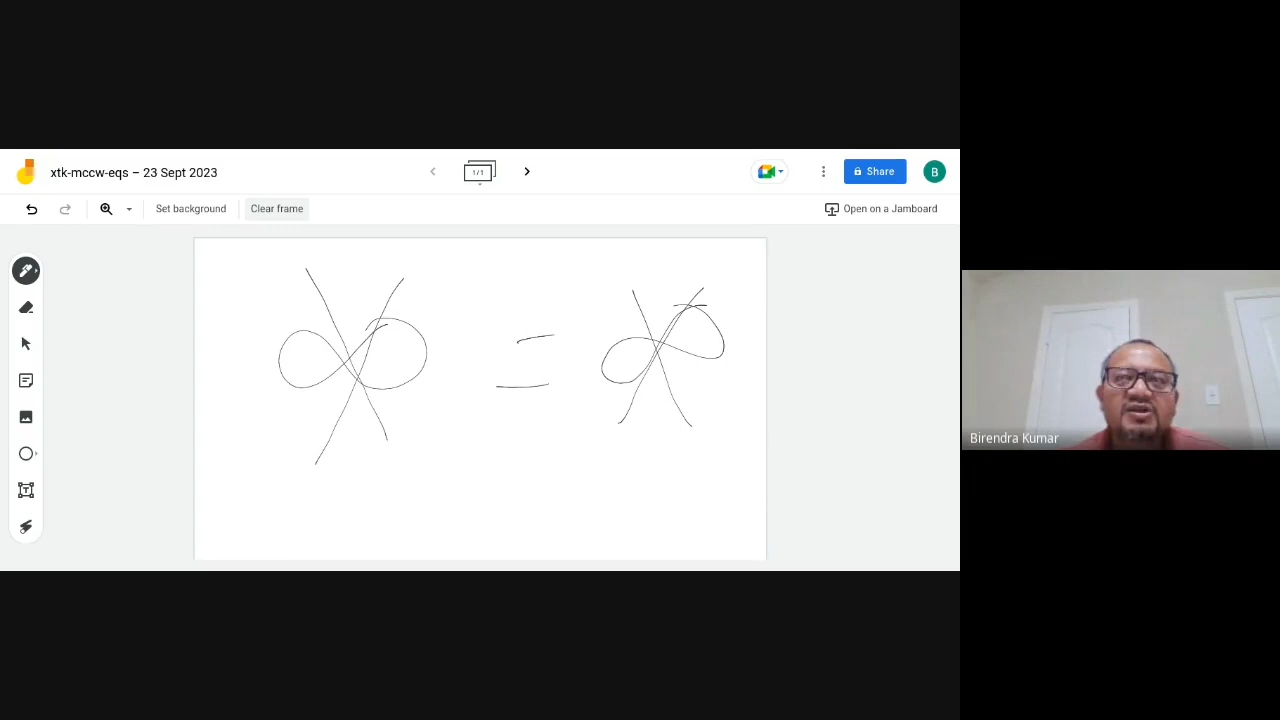 xtk-mccw-eqs – 23 Sept 2023
1/1
Share
B
Set background
Clear frame
Open on a Jamboard
=
Birendra Kumar